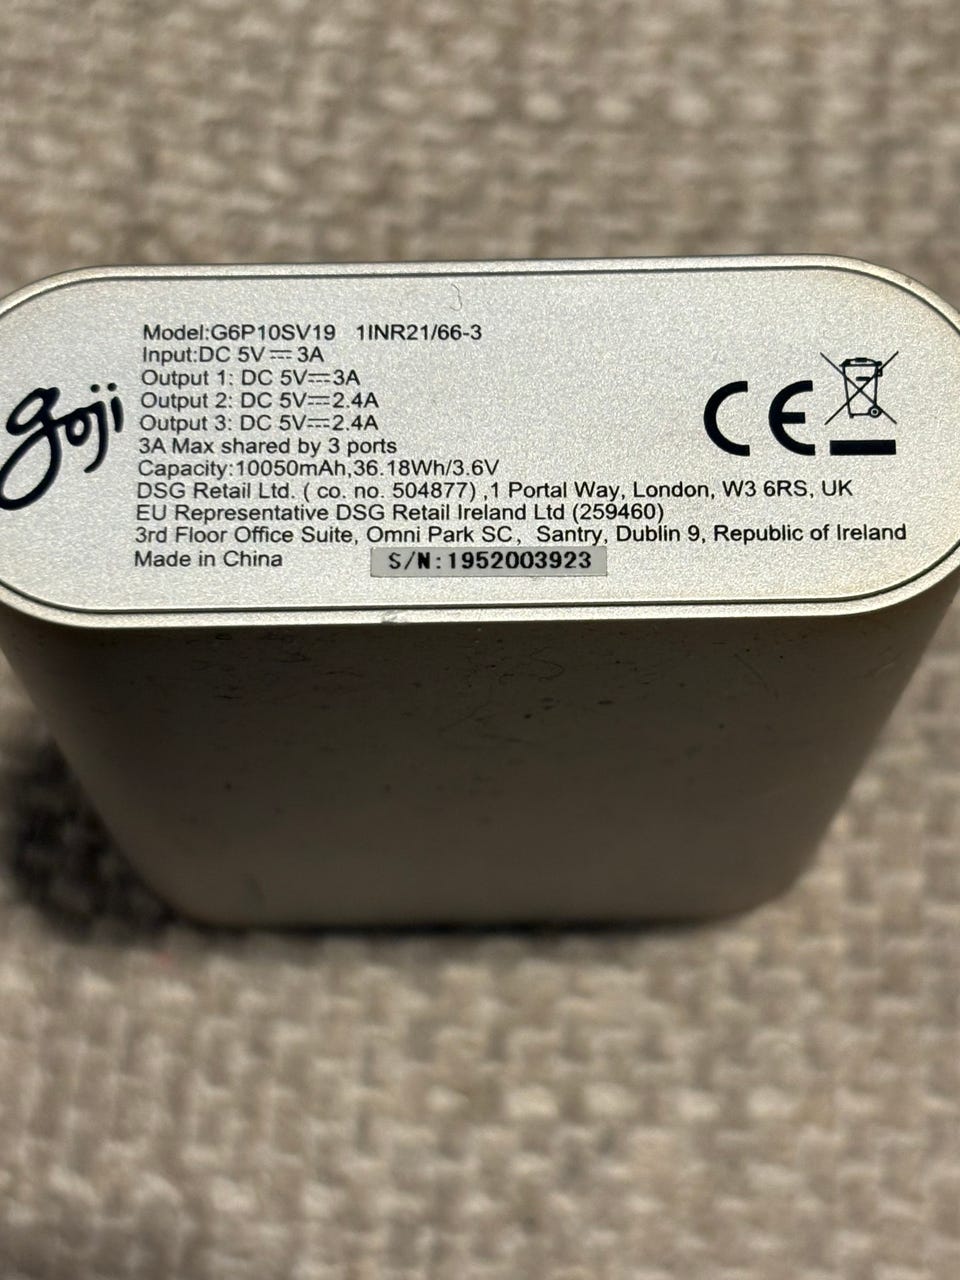 goji
Model:G6P10SV19 1INR21/66-3
Input:DC 5V⎓3A
Output 1: DC 5V⎓3A
Output 2: DC 5V⎓2.4A
Output 3: DC 5V⎓2.4A
3A Max shared by 3 ports
Capacity:10050mAh,36.18Wh/3.6V
DSG Retail Ltd. ( co. no. 504877) ,1 Portal Way, London, W3 6RS, UK
EU Representative DSG Retail Ireland Ltd (259460)
3rd Floor Office Suite, Omni Park SC, Santry, Dublin 9, Republic of Irland
Made in China
S/N:1952003923
CE